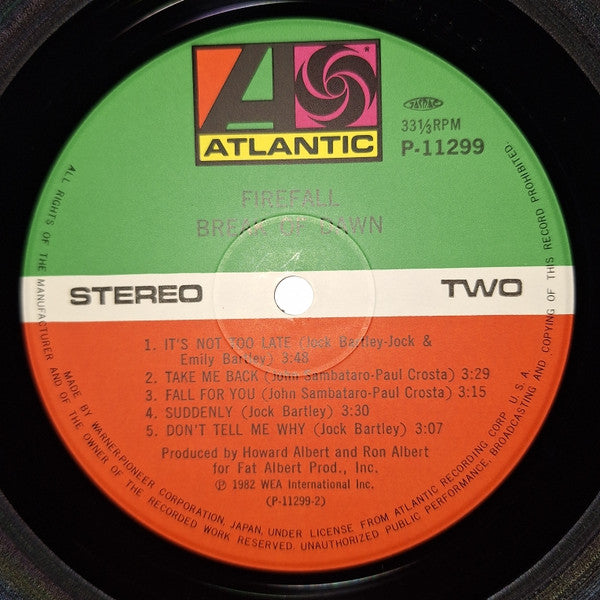 ATLANTIC
JASRAC
33⅓RPM
P-11299
FIREFALL
BREAK OF DAWN
STEREO
TWO
1. IT'S NOT TOO LATE (Jock Bartley-Jock &
Emily Bartley) 3:48
2. TAKE ME BACK (John Sambataro-Paul Crosta) 3:29
3. FALL FOR YOU (John Sambataro-Paul Crosta) 3:15
4. SUDDENLY (Jock Bartley) 3:30
5. DON'T TELL ME WHY (Jock Bartley) 3:07
Produced by Howard Albert and Ron Albert
for Fat Albert Prod., Inc.
℗ 1982 WEA International Inc.
(P-11299-2)
MADE BY WARNER-PIONEER CORPORATION, JAPAN, UNDER LICENSE FROM ATLANTIC RECORDING CORP. U.S.A.
ALL RIGHTS OF THE MANUFACTURER AND OF THE OWNER OF THE RECORDED WORK RESERVED. UNAUTHORIZED PUBLIC PERFORMANCE, BROADCASTING AND COPYING OF THIS RECORD PROHIBITED.